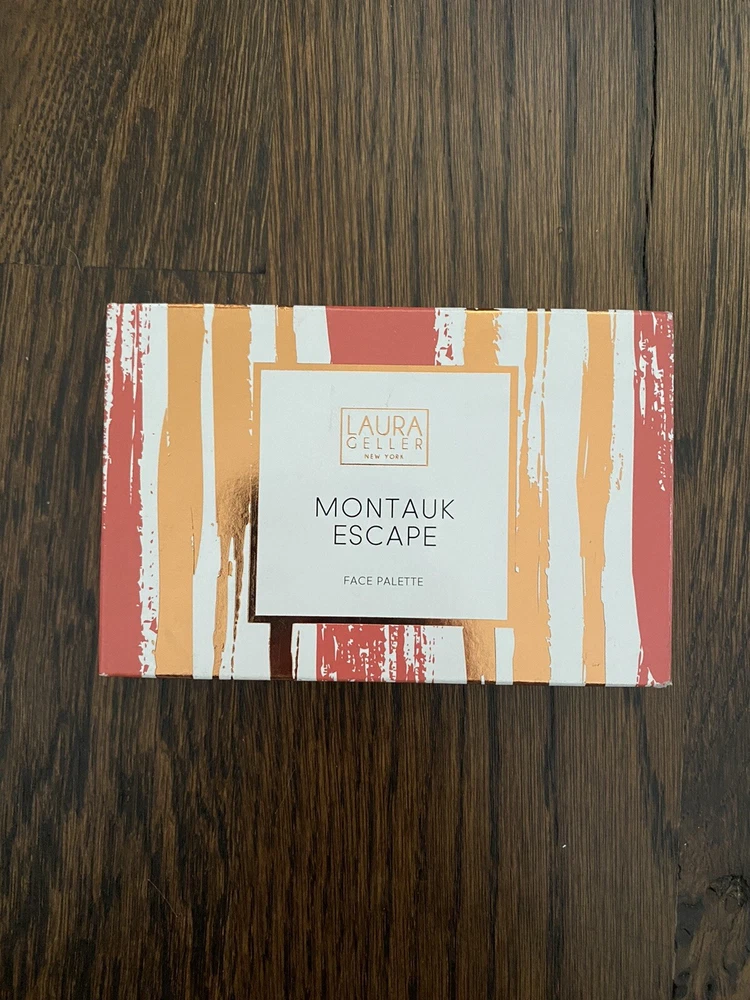 LAURA
GELLER
NEW YORK
MONTAUK
ESCAPE
FACE PALETTE